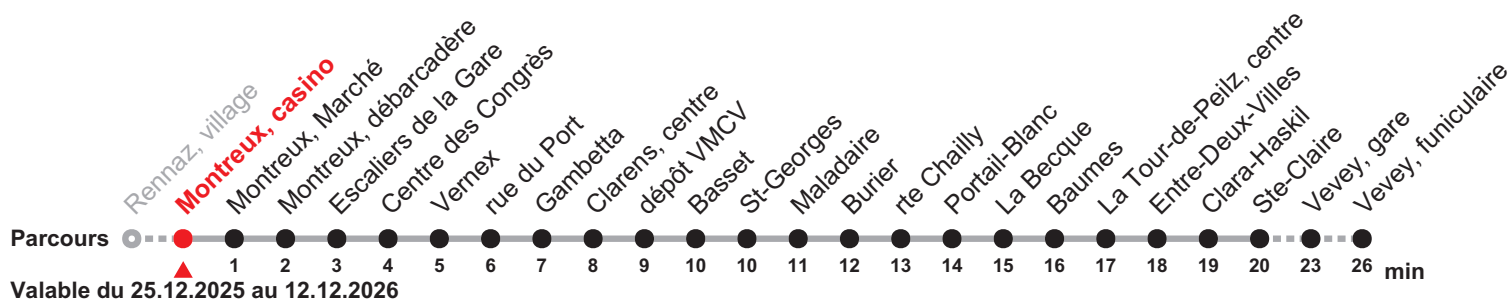 Rennaz, village
Montreux, casino
Montreux, Marché
Montreux, débarcadère
Escaliers de la Gare
Centre des Congrès
Vernex
rue du Port
Gambetta
Clarens, centre
dépôt VMCV
Basset
St-Georges
Maladaire
Burier
rte Chailly
Portail-Blanc
La Becque
Baumes
La Tour-de-Peilz, centre
Entre-Deux-Villes
Clara-Haskil
Ste-Claire
Vevey, gare
Vevey, funiculaire
Parcours
1 2 3 4 5 6 7 8 9 10 10 11 12 13 14 15 16 17 18 19 20 23 26 min
Valable du 25.12.2025 au 12.12.2026